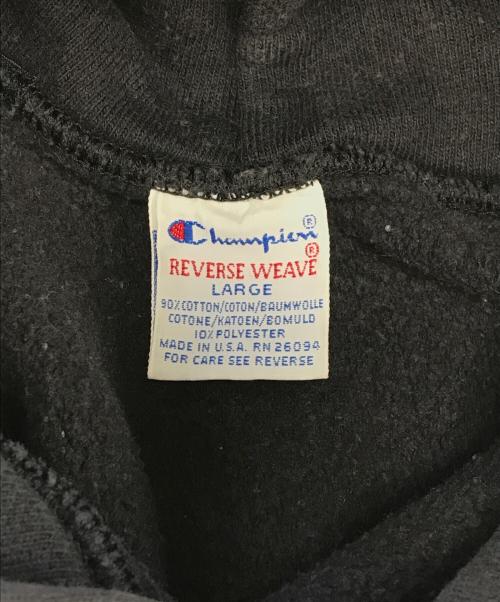 Champion®
REVERSE WEAVE®
LARGE
90% COTTON/COTON/BAUMWOLLE
COTONE/KATOEN/BOMULD
10% POLYESTER
MADE IN U.S.A. RN 26094
FOR CARE SEE REVERSE